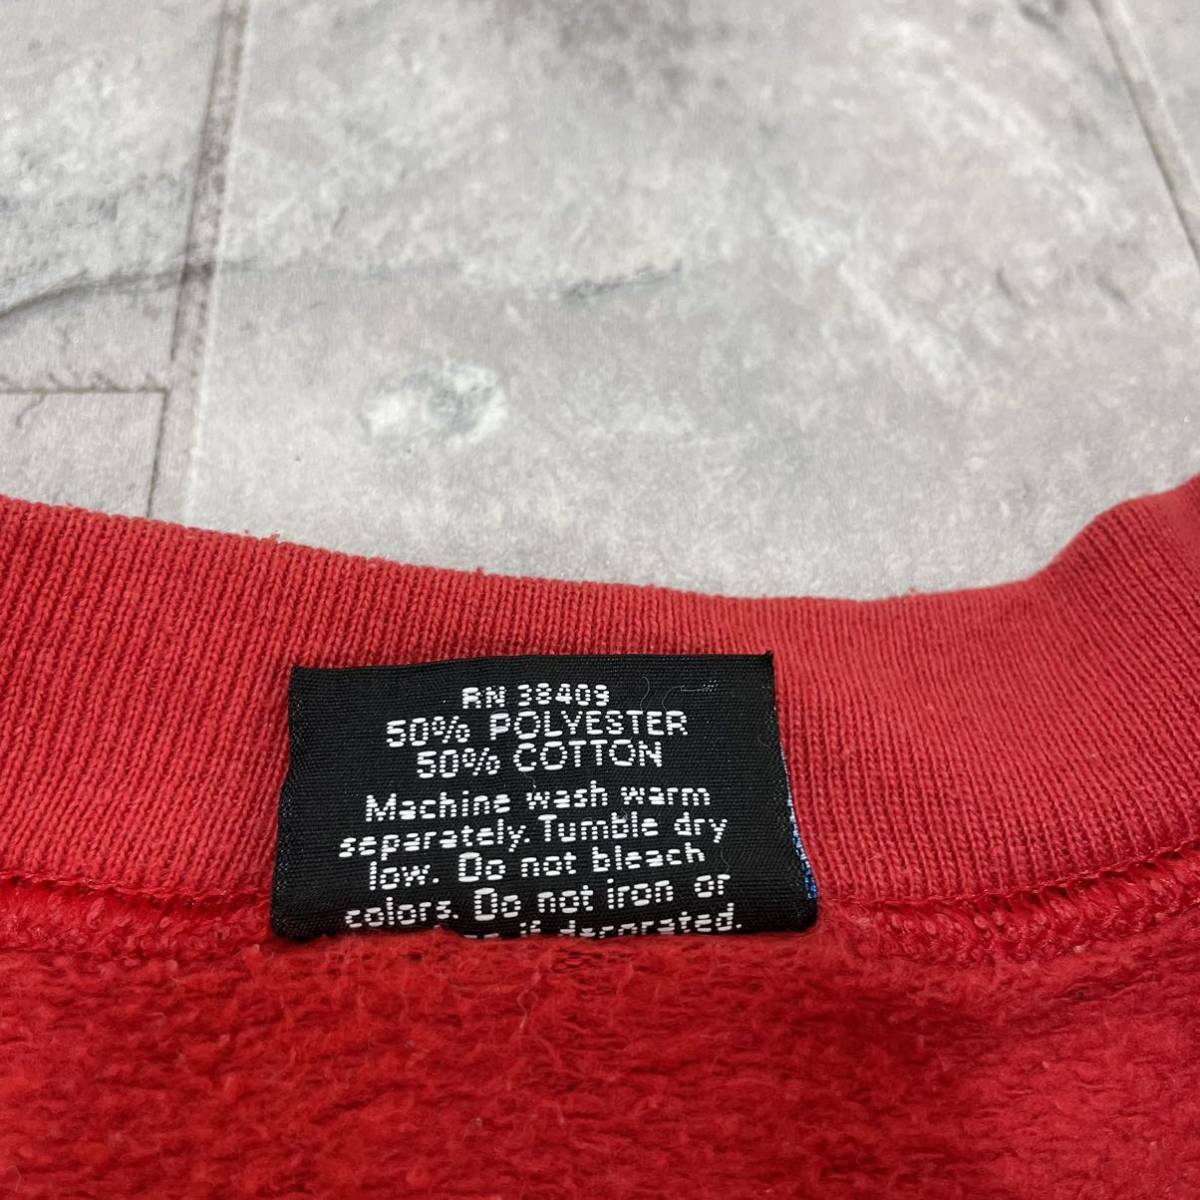 RN 38409
50% POLYESTER
50% COTTON
Machine wash warm
separately. Tumble dry
low. Do not bleach
colors. Do not iron or
if decorated.